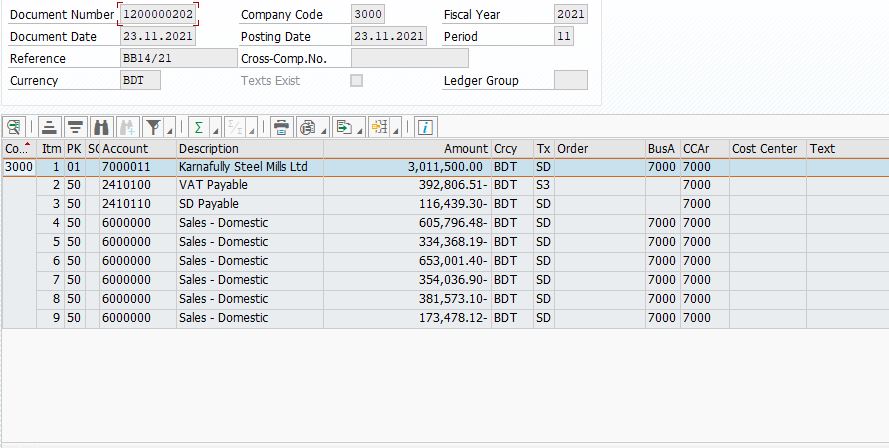 Document Number 1200000202 Company Code 3000 Fiscal Year 2021
Document Date 23.11.2021 Posting Date 23.11.2021 Period 11
Reference BB14/21 Cross-Comp.No.
Currency BDT Texts Exist Ledger Group
Co... Itm PK SG Account Description Amount Crcy Tx Order BusA CCAr Cost Center Text
3000 1 01 7000011 Karnafully Steel Mills Ltd 3,011,500.00 BDT SD 7000 7000
2 50 2410100 VAT Payable 392,806.51- BDT S3 7000
3 50 2410110 SD Payable 116,439.30- BDT SD 7000
4 50 6000000 Sales - Domestic 605,796.48- BDT SD 7000 7000
5 50 6000000 Sales - Domestic 334,368.19- BDT SD 7000 7000
6 50 6000000 Sales - Domestic 653,001.40- BDT SD 7000 7000
7 50 6000000 Sales - Domestic 354,036.90- BDT SD 7000 7000
8 50 6000000 Sales - Domestic 381,573.10- BDT SD 7000 7000
9 50 6000000 Sales - Domestic 173,478.12- BDT SD 7000 7000